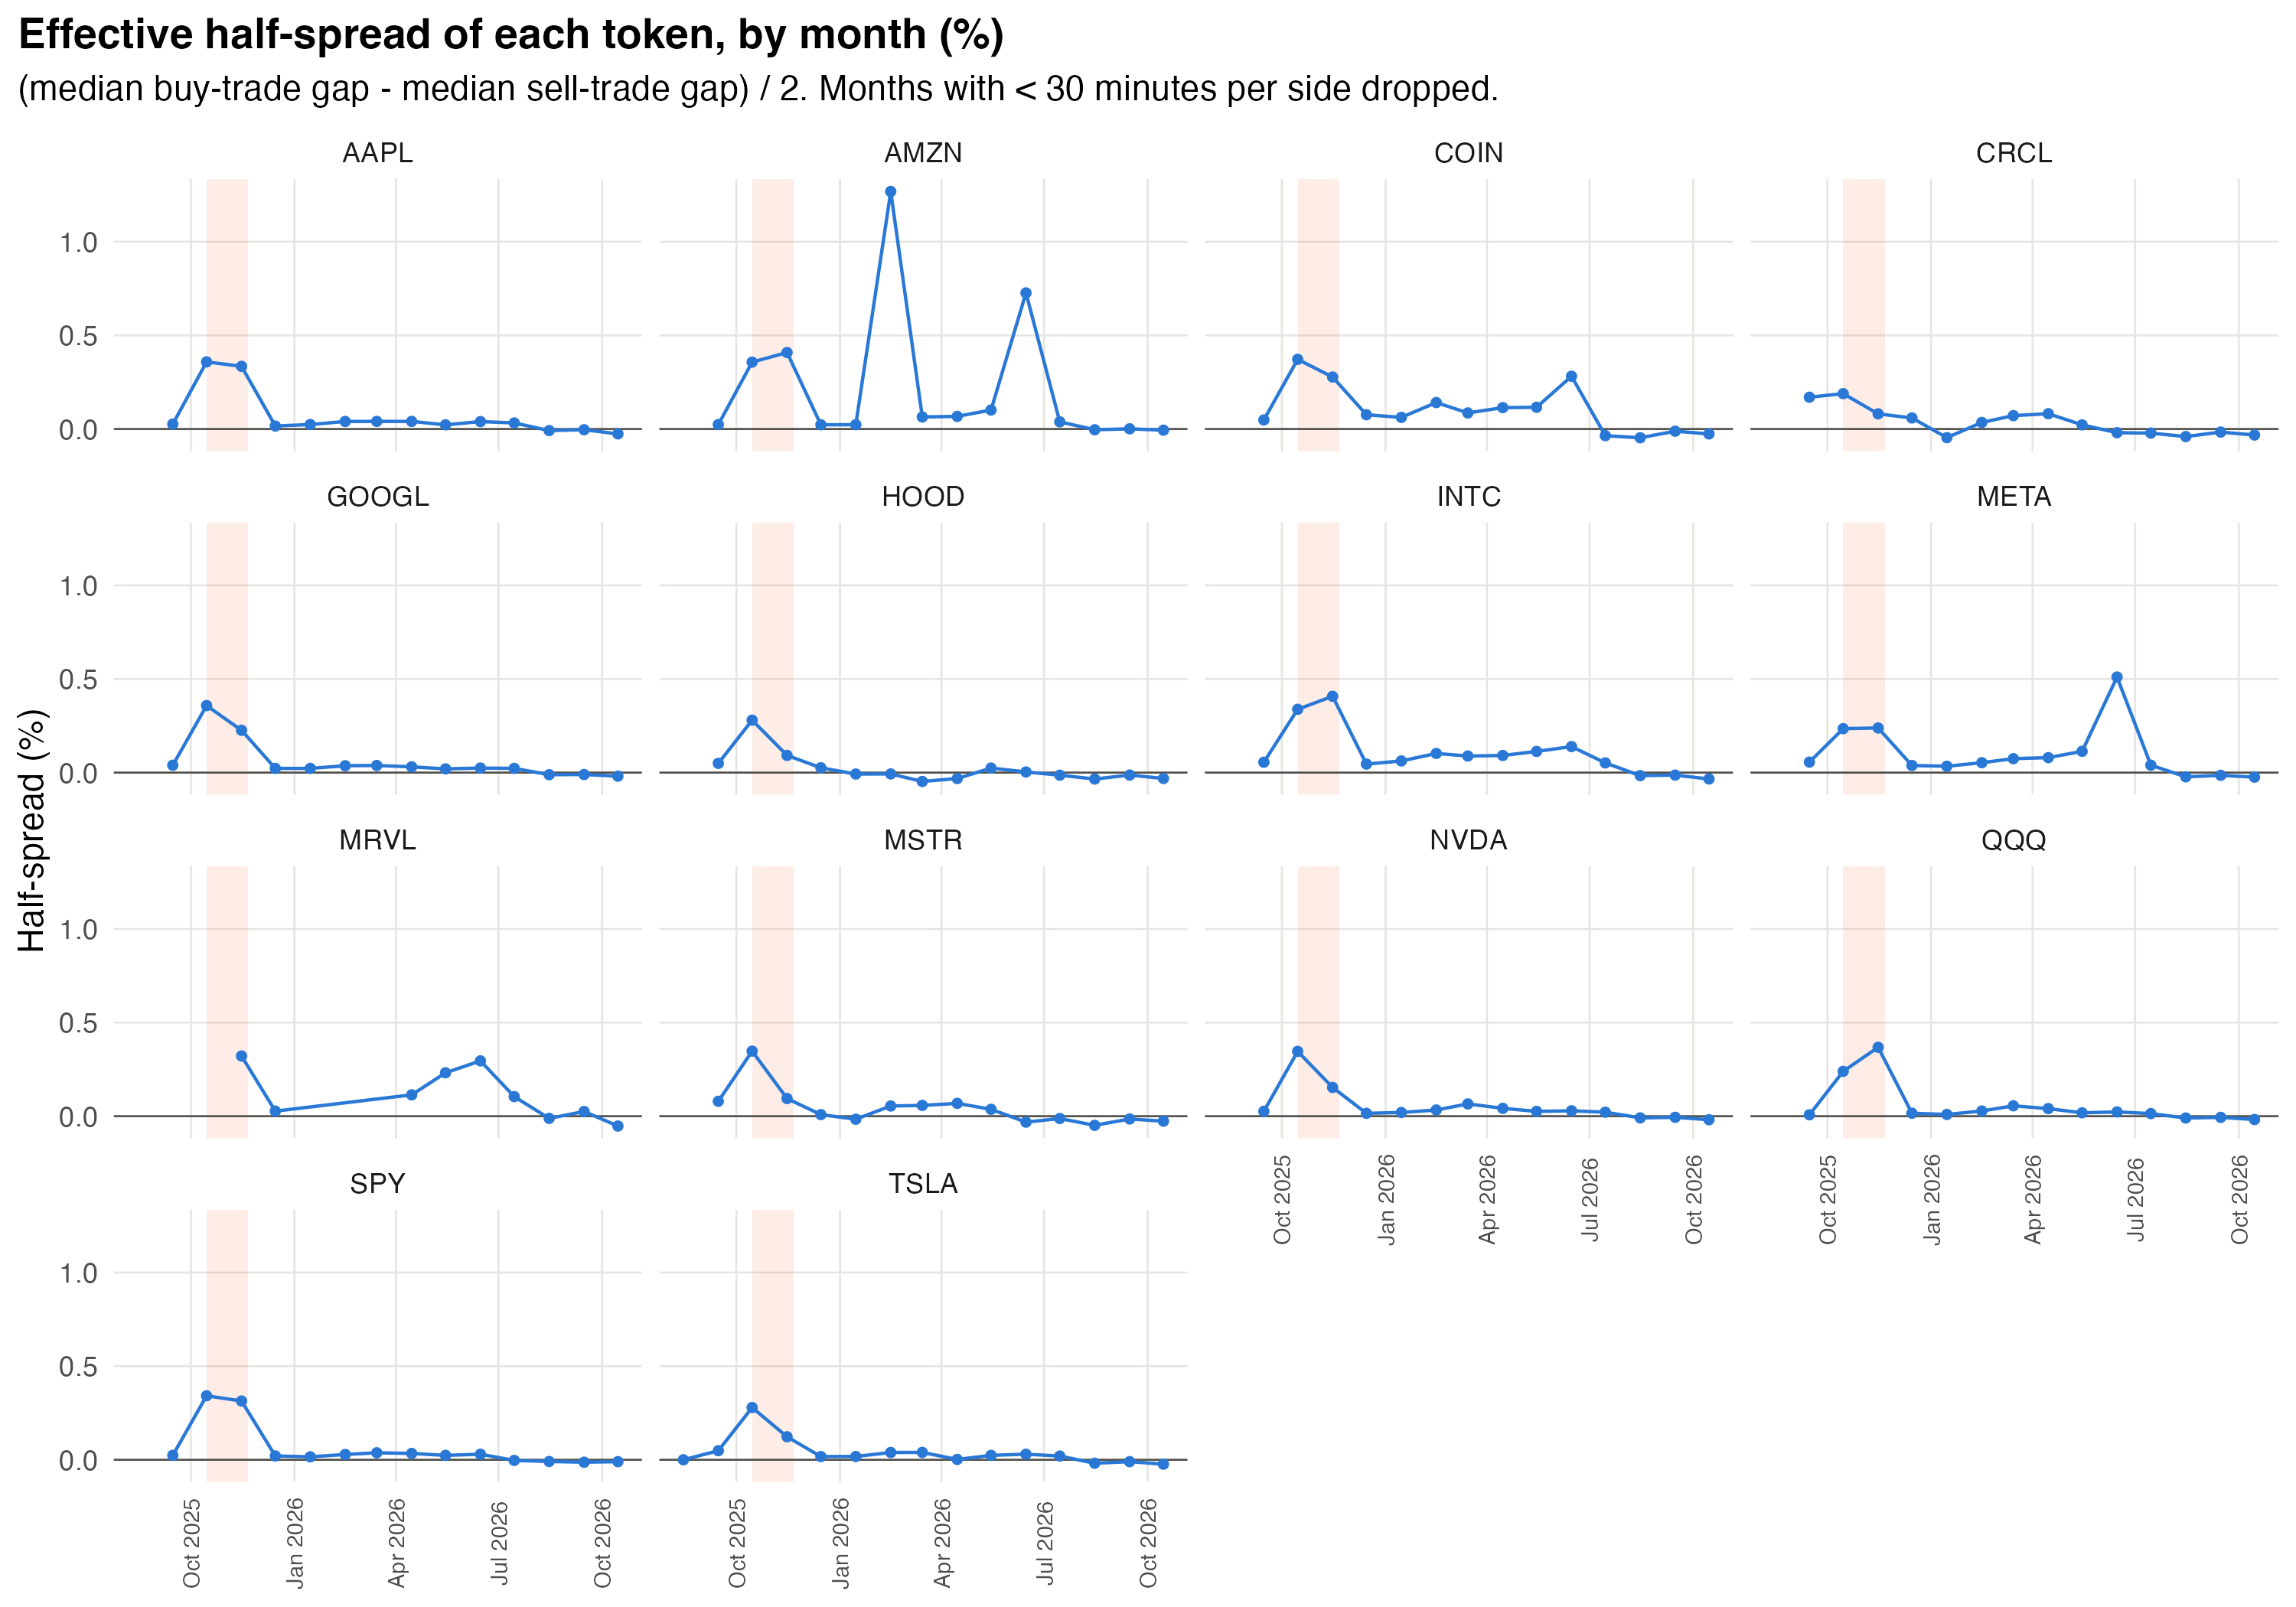 Effective half-spread of each token, by month (%)
(median buy-trade gap - median sell-trade gap) / 2. Months with < 30 minutes per side dropped.
AAPL AMZN COIN CRCL
1.0
0.5
0.0
GOOGL HOOD INTC META
1.0
0.5
0.0
Half-spread (%)
MRVL MSTR NVDA QQQ
1.0
0.5
0.0
Oct 2025 Jan 2026 Apr 2026 Jul 2026 Oct 2026 Oct 2025 Jan 2026 Apr 2026 Jul 2026 Oct 2026
SPY TSLA
1.0
0.5
0.0
Oct 2025 Jan 2026 Apr 2026 Jul 2026 Oct 2026 Oct 2025 Jan 2026 Apr 2026 Jul 2026 Oct 2026